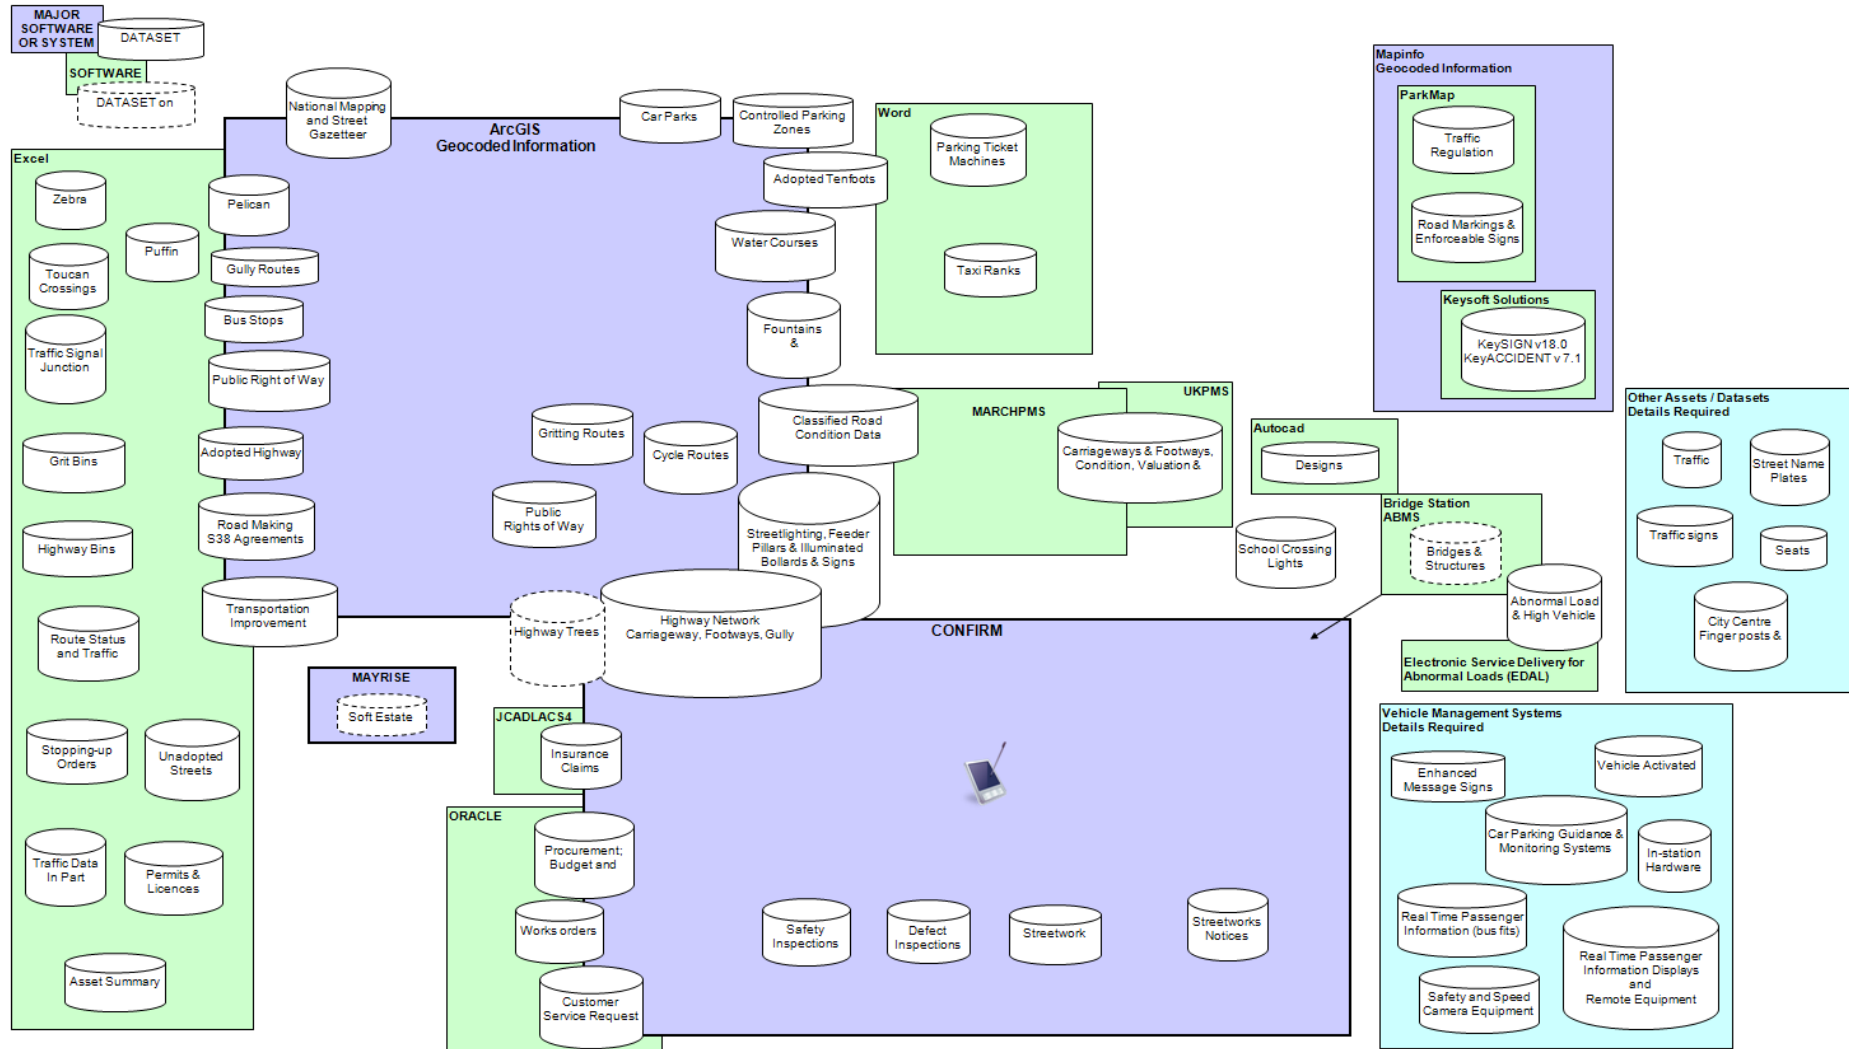 MAJOR
SOFTWARE
OR SYSTEM
DATASET
SOFTWARE
DATASET on
Excel
Zebra
Puffin
Toucan
Crossings
Traffic Signal
Junction
Grit Bins
Highway Bins
Route Status
and Traffic
Stopping-up
Orders
Unadopted
Streets
Traffic Data
In Part
Permits &
Licences
Asset Summary
National Mapping
and Street
Gazetteer
ArcGIS
Geocoded Information
Car Parks
Controlled Parking
Zones
Adopted Tenfoots
Pelican
Gully Routes
Bus Stops
Public Right of Way
Adopted Highway
Road Making
S38 Agreements
Transportation
Improvement
Water Courses
Fountains
&
Gritting Routes
Cycle Routes
Public
Rights of Way
Classified Road
Condition Data
Streetlighting, Feeder
Pillars & Illuminated
Bollards & Signs
Highway Trees
Highway Network
Carriageway, Footways, Gully
MAYRISE
Soft Estate
JCADLACS4
Insurance
Claims
ORACLE
Procurement;
Budget and
Works orders
Customer
Service Request
CONFIRM
Safety
Inspections
Defect
Inspections
Streetwork
Streetworks
Notices
Word
Parking Ticket
Machines
Taxi Ranks
MARCHPMS
UKPMS
Carriageways & Footways,
Condition, Valuation &
Autocad
Designs
School Crossing
Lights
Bridge Station
ABMS
Bridges &
Structures
Abnormal Load
& High Vehicle
Electronic Service Delivery for
Abnormal Loads (EDAL)
Mapinfo
Geocoded Information
ParkMap
Traffic
Regulation
Road Markings &
Enforceable Signs
Keysoft Solutions
KeySIGN v18.0
KeyACCIDENT v 7.1
Other Assets / Datasets
Details Required
Traffic
Street Name
Plates
Traffic signs
Seats
City Centre
Finger posts &
Vehicle Management Systems
Details Required
Enhanced
Message Signs
Vehicle Activated
Car Parking Guidance &
Monitoring Systems
In-station
Hardware
Real Time Passenger
Information (bus fits)
Real Time Passenger
Information Displays
and
Remote Equipment
Safety and Speed
Camera Equipment